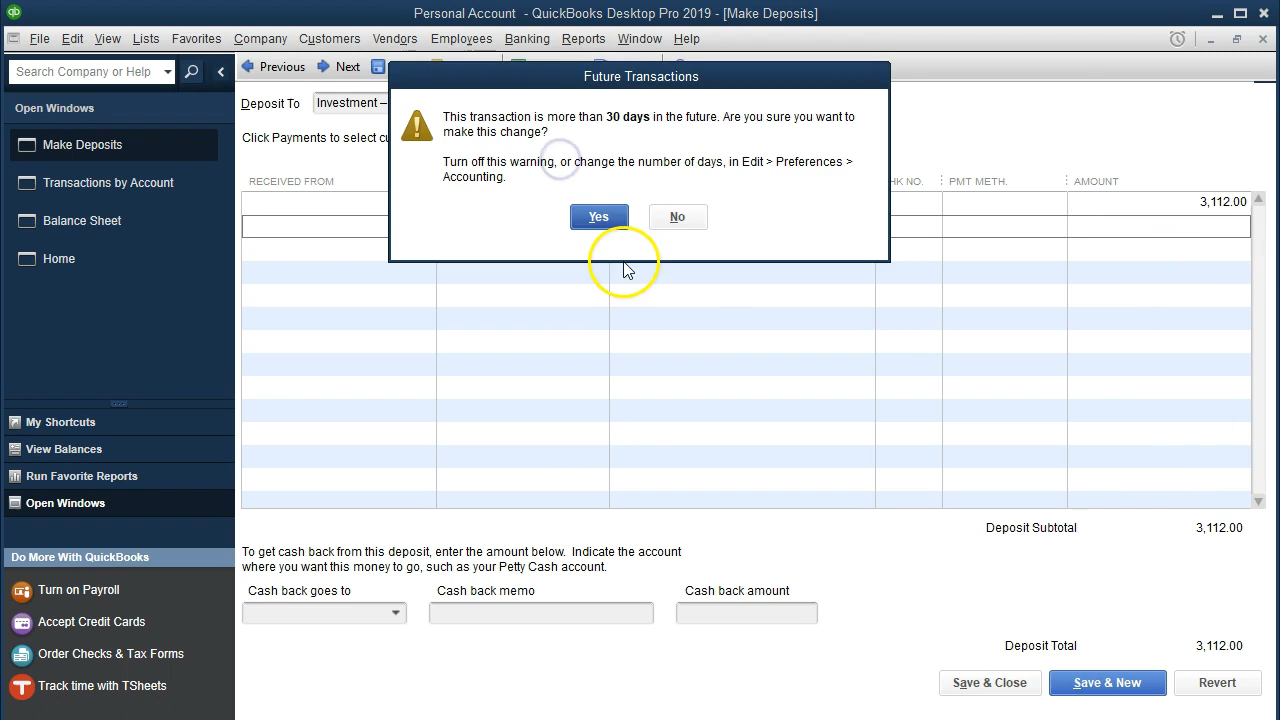 Personal Account - QuickBooks Desktop Pro 2019 - [Make Deposits]
File Edit View Lists Favorites Company Customers Vendors Employees Banking Reports Window Help
Search Company or Help
Previous Next
Open Windows
Make Deposits
Transactions by Account
Balance Sheet
Home
My Shortcuts
View Balances
Run Favorite Reports
Open Windows
Do More With QuickBooks
Turn on Payroll
Accept Credit Cards
Order Checks & Tax Forms
Track time with TSheets
Deposit To Investment –
Click Payments to select
Future Transactions
This transaction is more than 30 days in the future. Are you sure you want to
make this change?
Turn off this warning, or change the number of days, in Edit > Preferences >
Accounting.
Yes No
RECEIVED FROM NO. PMT METH. AMOUNT
3,112.00
Deposit Subtotal 3,112.00
To get cash back from this deposit, enter the amount below. Indicate the account
where you want this money to go, such as your Petty Cash account.
Cash back goes to Cash back memo Cash back amount
Deposit Total 3,112.00
Save & Close Save & New Revert